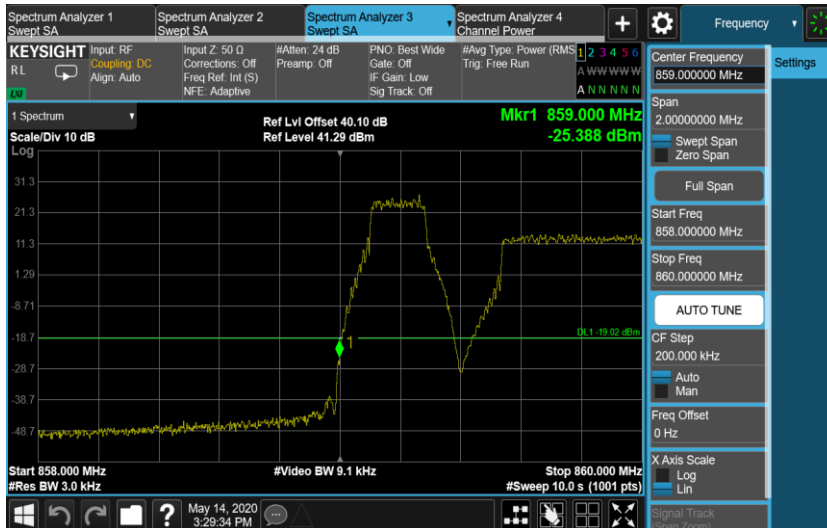 Spectrum Analyzer 1
Swept SA
Spectrum Analyzer 2
Swept SA
Spectrum Analyzer 3
Swept SA
Spectrum Analyzer 4
Channel Power
+
Frequency
KEYSIGHT
RL
LXI
Input: RF
Coupling: DC
Align: Auto
Input Z: 50 Ω
Corrections: Off
Freq Ref: Int (S)
NFE: Adaptive
#Atten: 24 dB
Preamp: Off
PNO: Best Wide
Gate: Off
IF Gain: Low
Sig Track: Off
#Avg Type: Power (RMS
Trig: Free Run
1 2 3 4 5 6
A W W W W W
A N N N N N
Center Frequency
859.000000 MHz
Settings
1 Spectrum
Scale/Div 10 dB
Log
Ref Lvl Offset 40.10 dB
Ref Level 41.29 dBm
Mkr1 859.000 MHz
-25.388 dBm
31.3
21.3
11.3
1.29
-8.71
-18.7
-28.7
-38.7
-48.7
DL1 -19.02 dBm
1
Start 858.000 MHz
#Res BW 3.0 kHz
#Video BW 9.1 kHz
Stop 860.000 MHz
#Sweep 10.0 s (1001 pts)
Span
2.00000000 MHz
Swept Span
Zero Span
Full Span
Start Freq
858.000000 MHz
Stop Freq
860.000000 MHz
AUTO TUNE
CF Step
200.000 kHz
Auto
Man
Freq Offset
0 Hz
X Axis Scale
Log
Lin
Signal Track
(Span Zoom)
?
May 14, 2020
3:29:34 PM